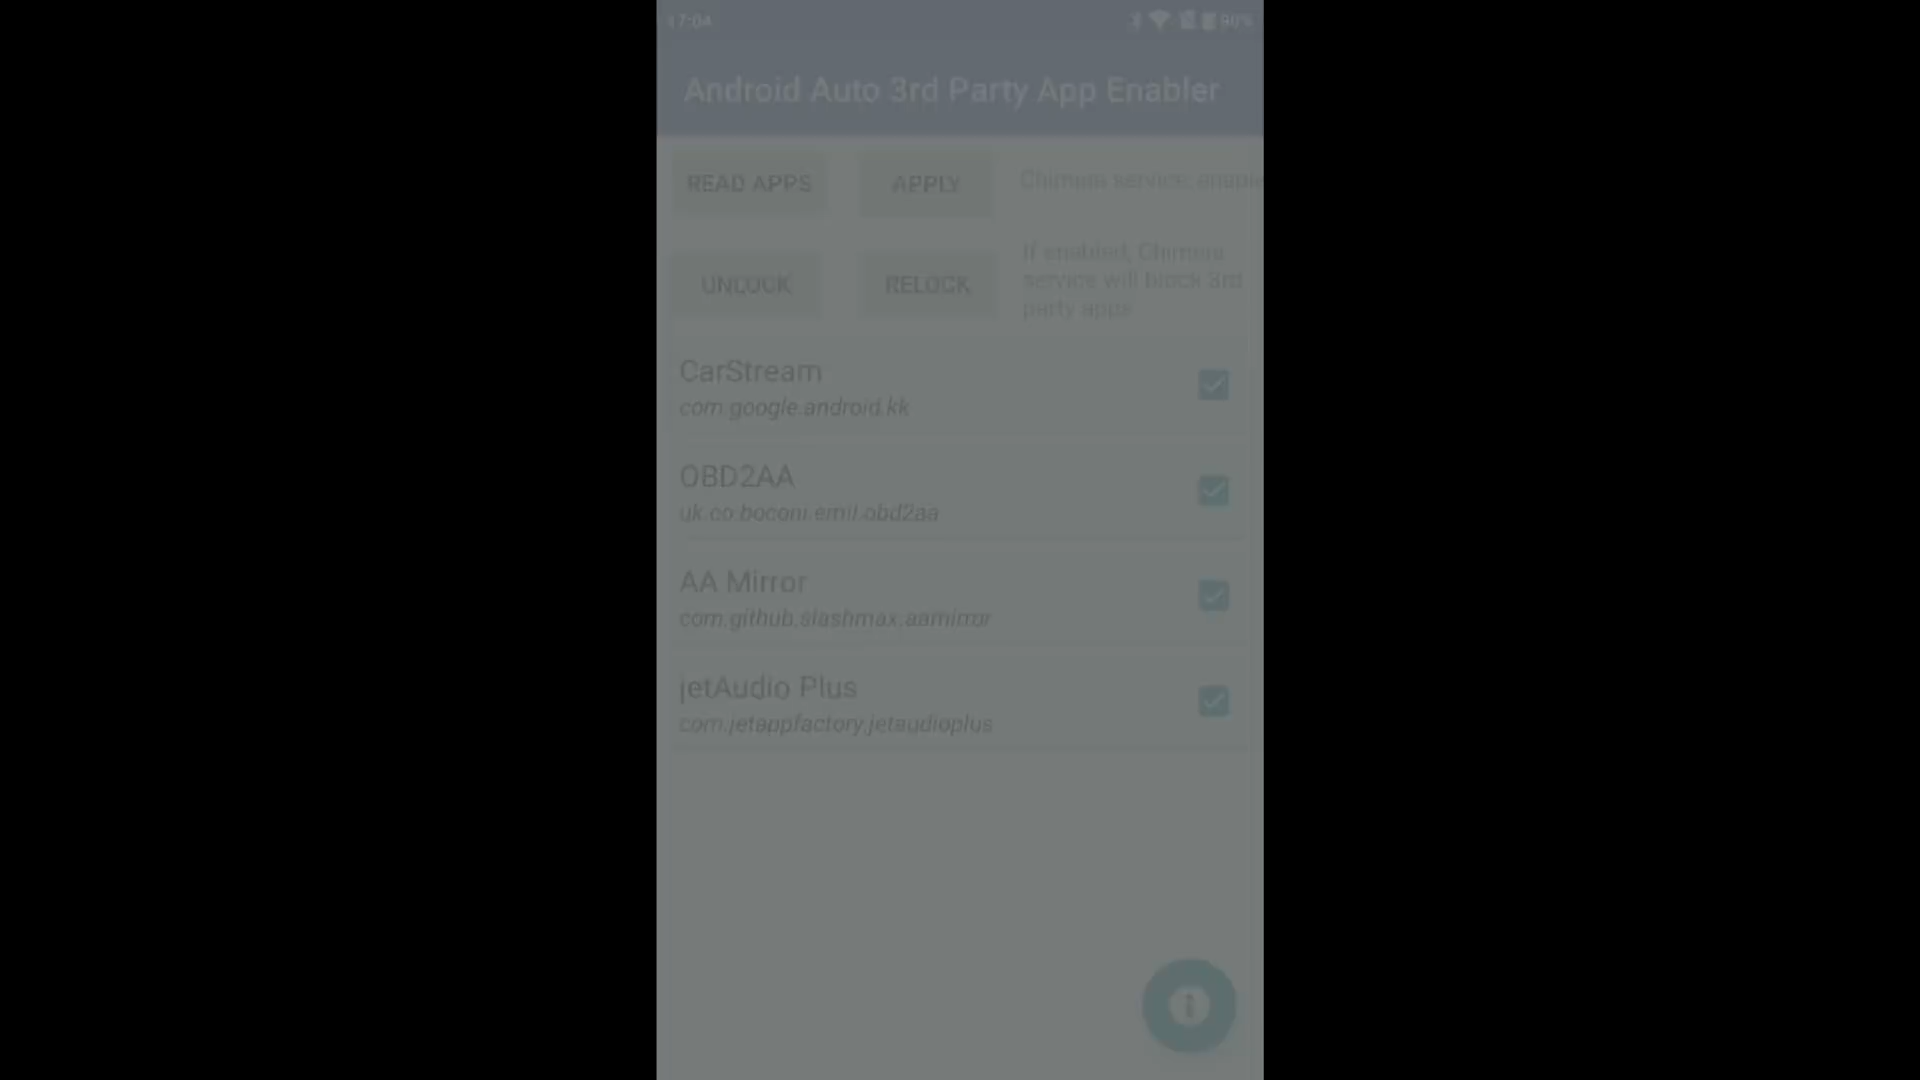 17:04
90%
Android Auto 3rd Party App Enabler
READ APPS
APPLY
Chimera service: enable
UNLOCK
RELOCK
If enabled, Chimera
service will block 3rd
party apps
CarStream
com.google.android.kk
OBD2AA
uk.co.boconi.emil.obd2aa
AA Mirror
com.github.slashmax.aamirror
jetAudio Plus
com.jetappfactory.jetaudioplus